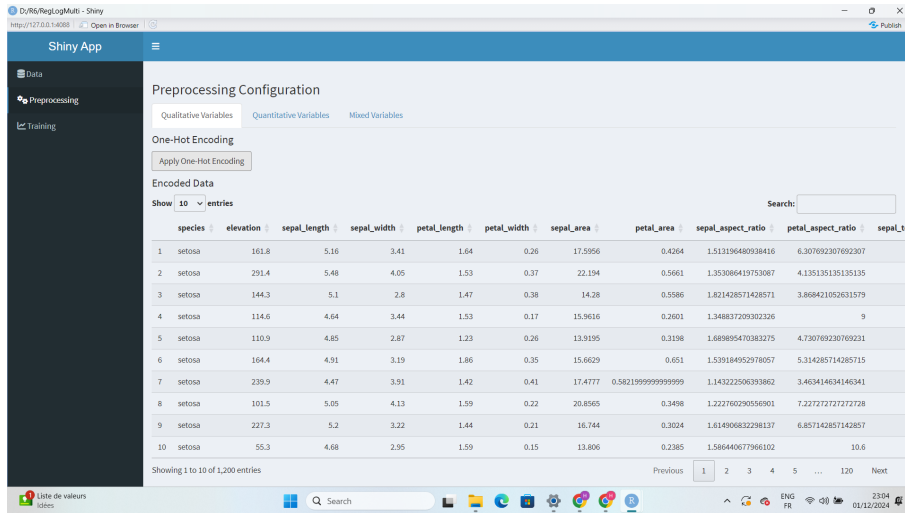 D:/R6/RegLogMulti - Shiny
http://127.0.0.1:4088 Open in Browser Publish
Shiny App
Data
Preprocessing
Training
Preprocessing Configuration
Qualitative Variables Quantitative Variables Mixed Variables
One-Hot Encoding
Apply One-Hot Encoding
Encoded Data
Show 10 entries Search:
species elevation sepal_length sepal_width petal_length petal_width sepal_area petal_area sepal_aspect_ratio petal_aspect_ratio sepal_t
1 setosa 161.8 5.16 3.41 1.64 0.26 17.5956 0.4264 1.513196480938416 6.307692307692307
2 setosa 291.4 5.48 4.05 1.53 0.37 22.194 0.5661 1.353086419753087 4.135135135135135
3 setosa 144.3 5.1 2.8 1.47 0.38 14.28 0.5586 1.821428571428571 3.868421052631579
4 setosa 114.6 4.64 3.44 1.53 0.17 15.9616 0.2601 1.348837209302326 9
5 setosa 110.9 4.85 2.87 1.23 0.26 13.9195 0.3198 1.689895470383275 4.730769230769231
6 setosa 164.4 4.91 3.19 1.86 0.35 15.6629 0.651 1.539184952978057 5.314285714285715
7 setosa 239.9 4.47 3.91 1.42 0.41 17.4777 0.5821999999999999 1.143222506393862 3.463414634146341
8 setosa 101.5 5.05 4.13 1.59 0.22 20.8565 0.3498 1.222760290556901 7.227272727272728
9 setosa 227.3 5.2 3.22 1.44 0.21 16.744 0.3024 1.614906832298137 6.857142857142857
10 setosa 55.3 4.68 2.95 1.59 0.15 13.806 0.2385 1.586440677966102 10.6
Showing 1 to 10 of 1,200 entries Previous 1 2 3 4 5 … 120 Next
1 Liste de valeurs
Idées
Search
ENG
FR
23:04
01/12/2024